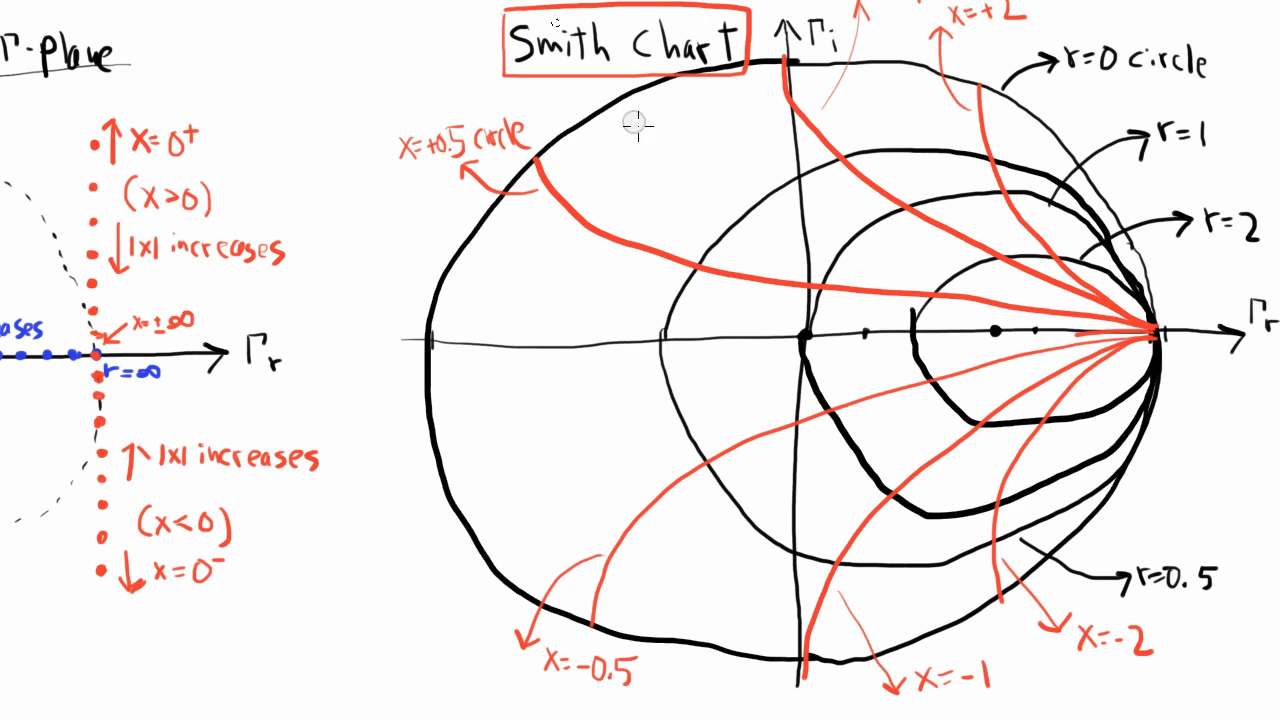 Γ-plane
x=0⁺
(x>0)
|x| increases
x=±∞
ases
r=∞
Γr
|x| increases
(x<0)
x=0⁻
Smith Chart
Γi
x=+2
r=0 circle
x=+0.5 circle
r=1
r=2
Γr
r=0.5
x=-0.5
x=-1
x=-2